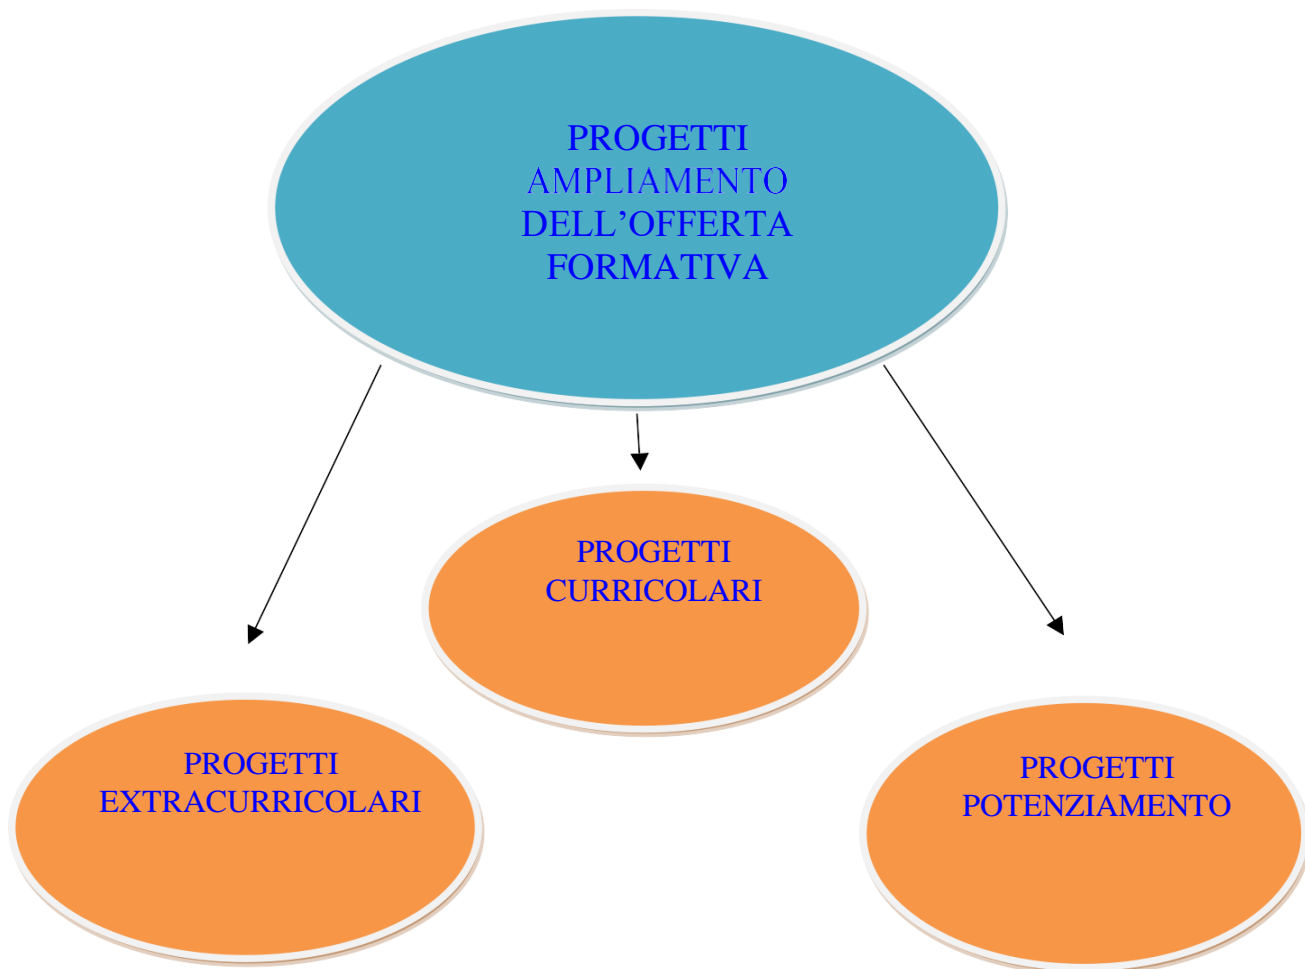 PROGETTI
AMPLIAMENTO
DELL’OFFERTA
FORMATIVA
PROGETTI
CURRICOLARI
PROGETTI
EXTRACURRICOLARI
PROGETTI
POTENZIAMENTO